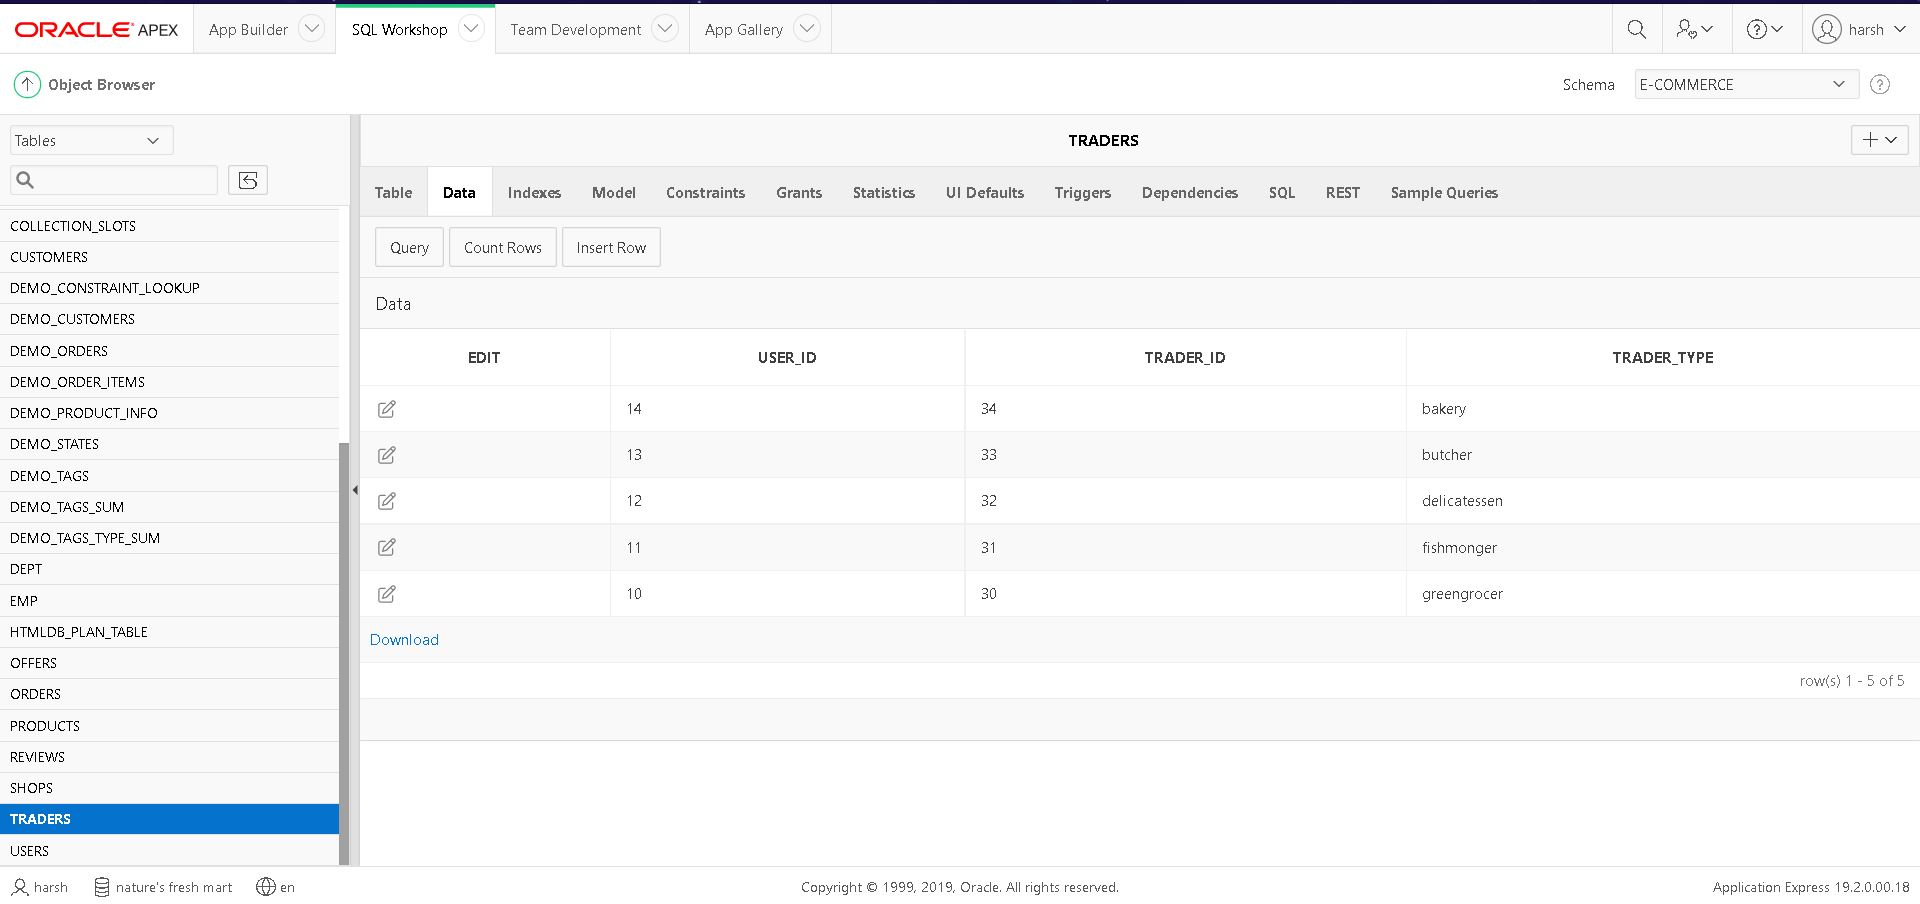 ORACLE APEX App Builder SQL Workshop Team Development App Gallery harsh
Object Browser Schema E-COMMERCE
Tables
TRADERS
Table Data Indexes Model Constraints Grants Statistics UI Defaults Triggers Dependencies SQL REST Sample Queries
Query Count Rows Insert Row
COLLECTION_SLOTS
CUSTOMERS
DEMO_CONSTRAINT_LOOKUP
DEMO_CUSTOMERS
DEMO_ORDERS
DEMO_ORDER_ITEMS
DEMO_PRODUCT_INFO
DEMO_STATES
DEMO_TAGS
DEMO_TAGS_SUM
DEMO_TAGS_TYPE_SUM
DEPT
EMP
HTMLDB_PLAN_TABLE
OFFERS
ORDERS
PRODUCTS
REVIEWS
SHOPS
TRADERS
USERS
Data
EDIT USER_ID TRADER_ID TRADER_TYPE
14 34 bakery
13 33 butcher
12 32 delicatessen
11 31 fishmonger
10 30 greengrocer
Download
row(s) 1 - 5 of 5
harsh nature's fresh mart en Copyright © 1999, 2019, Oracle. All rights reserved. Application Express 19.2.0.00.18